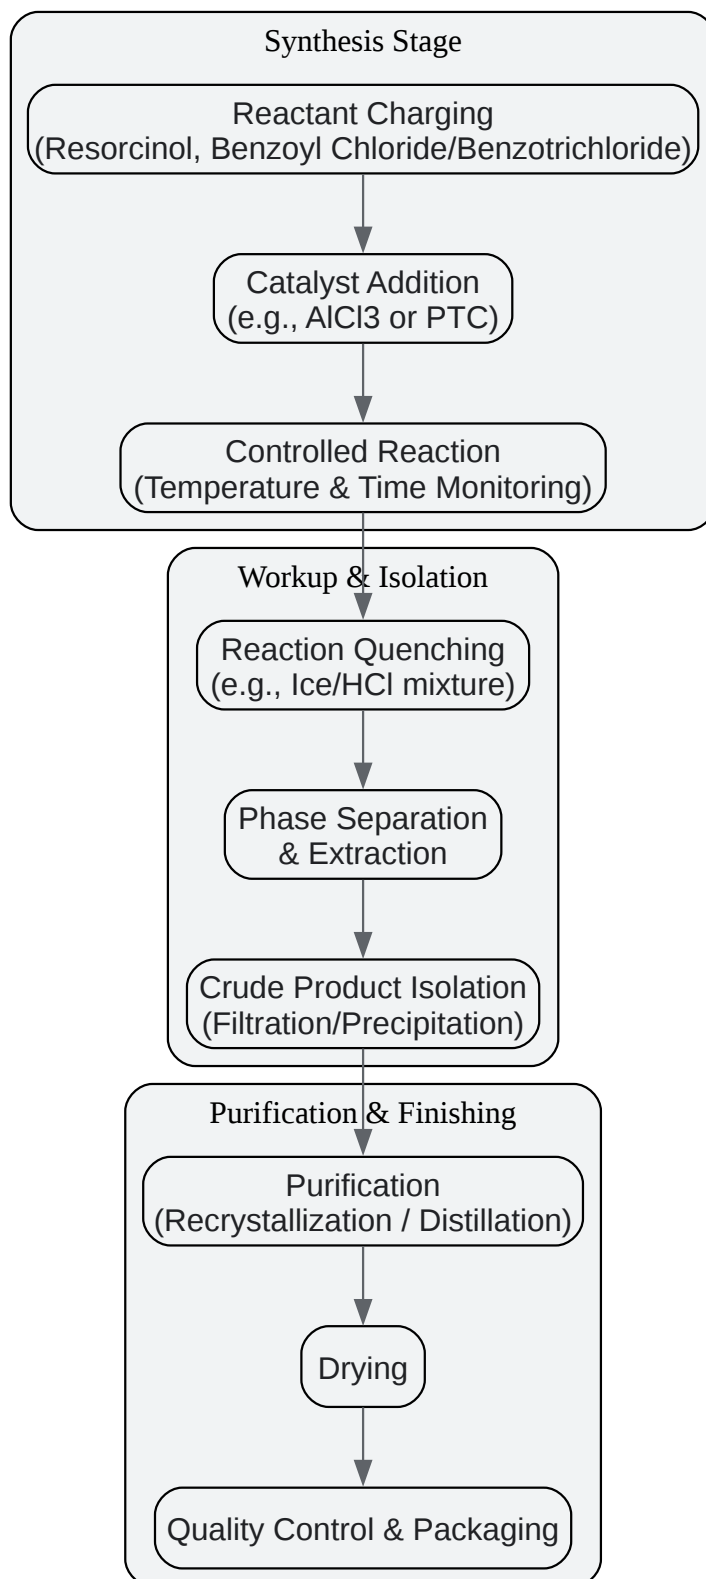 Synthesis Stage
Reactant Charging
(Resorcinol, Benzoyl Chloride/Benzotrichloride)
Catalyst Addition
(e.g., AlCl3 or PTC)
Controlled Reaction
(Temperature & Time Monitoring)
Workup & Isolation
Reaction Quenching
(e.g., Ice/HCl mixture)
Phase Separation
& Extraction
Crude Product Isolation
(Filtration/Precipitation)
Purification & Finishing
Purification
(Recrystallization / Distillation)
Drying
Quality Control & Packaging